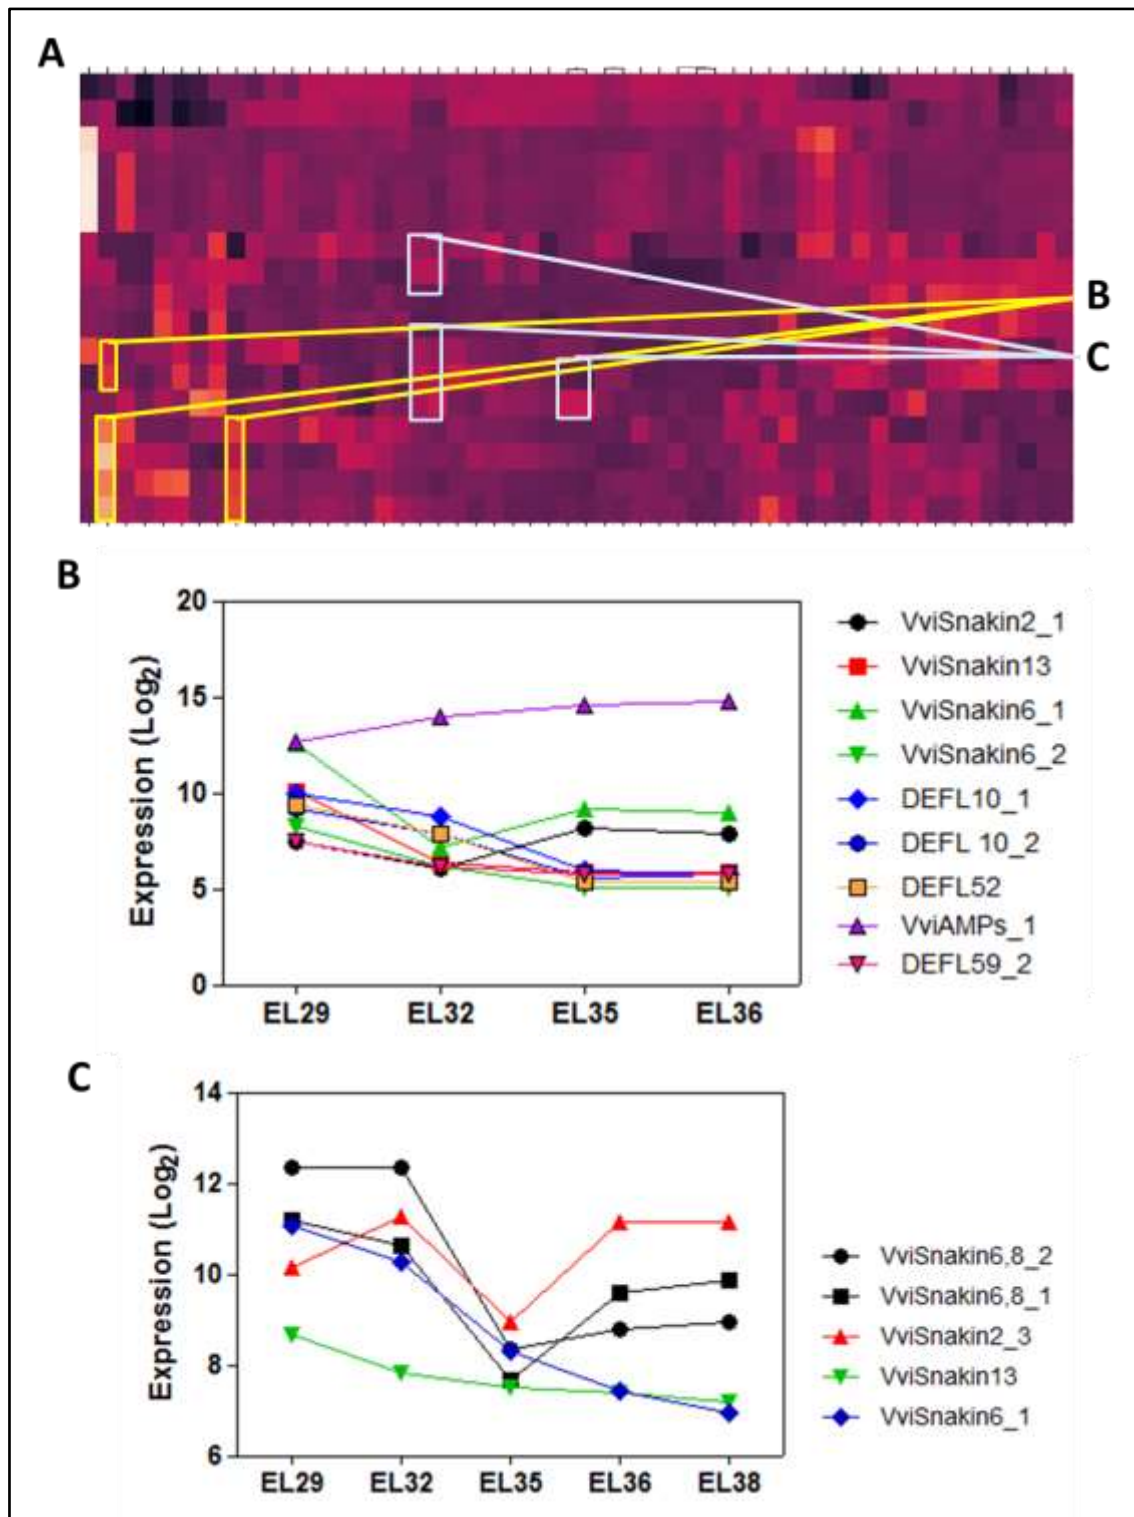 A
B
C
B
20
15
10
5
0
Expression (Log2)
EL29 EL32 EL35 EL36
VviSnakin2_1
VviSnakin13
VviSnakin6_1
VviSnakin6_2
DEFL10_1
DEFL 10_2
DEFL52
VviAMPs_1
DEFL59_2
C
14
12
10
8
6
Expression (Log2)
EL29 EL32 EL35 EL36 EL38
VviSnakin6,8_2
VviSnakin6,8_1
VviSnakin2_3
VviSnakin13
VviSnakin6_1